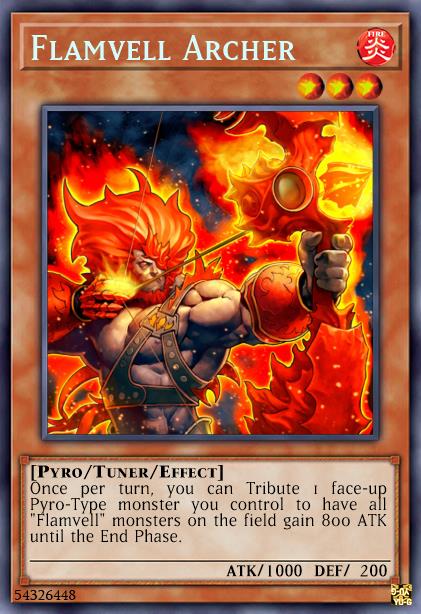 Flamvell Archer
FIRE
炎
[Pyro/Tuner/Effect]
Once per turn, you can Tribute 1 face-up
Pyro-Type monster you control to have all
"Flamvell" monsters on the field gain 800 ATK
until the End Phase.
ATK/1000 DEF/ 200
54326448